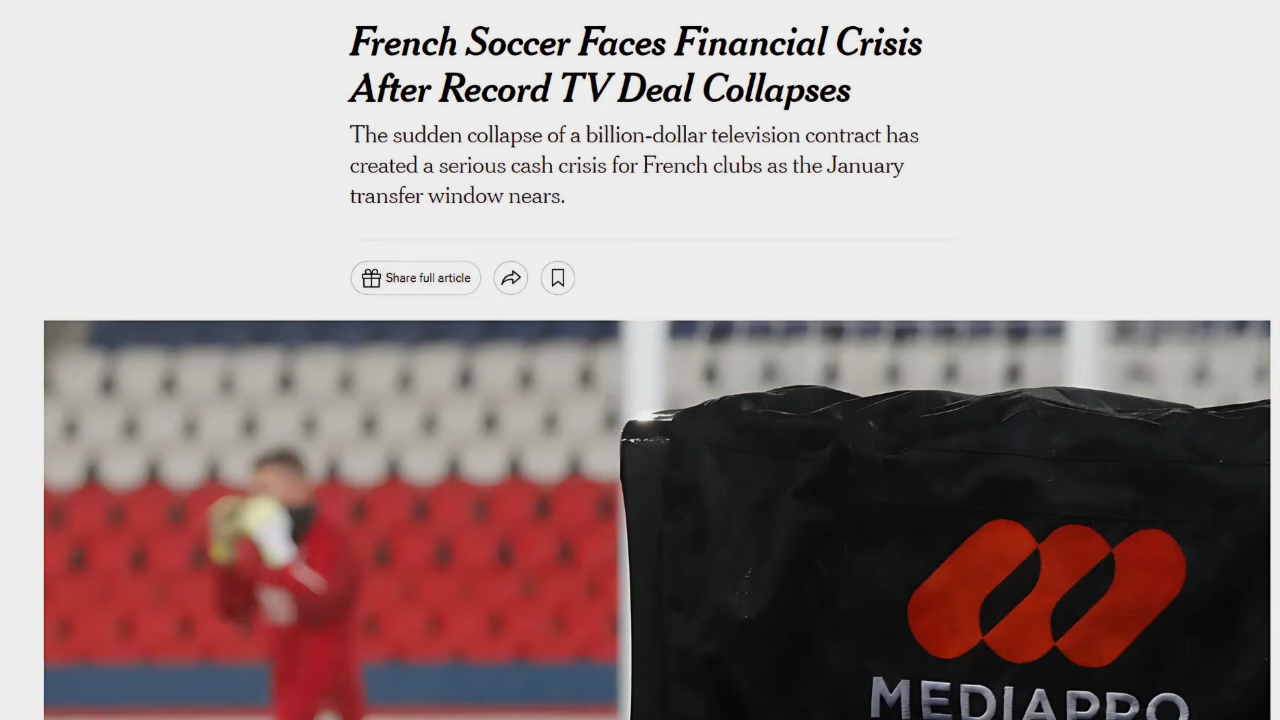 French Soccer Faces Financial Crisis
After Record TV Deal Collapses
The sudden collapse of a billion-dollar television contract has
created a serious cash crisis for French clubs as the January
transfer window nears.
Share full article
MEDIAPRO